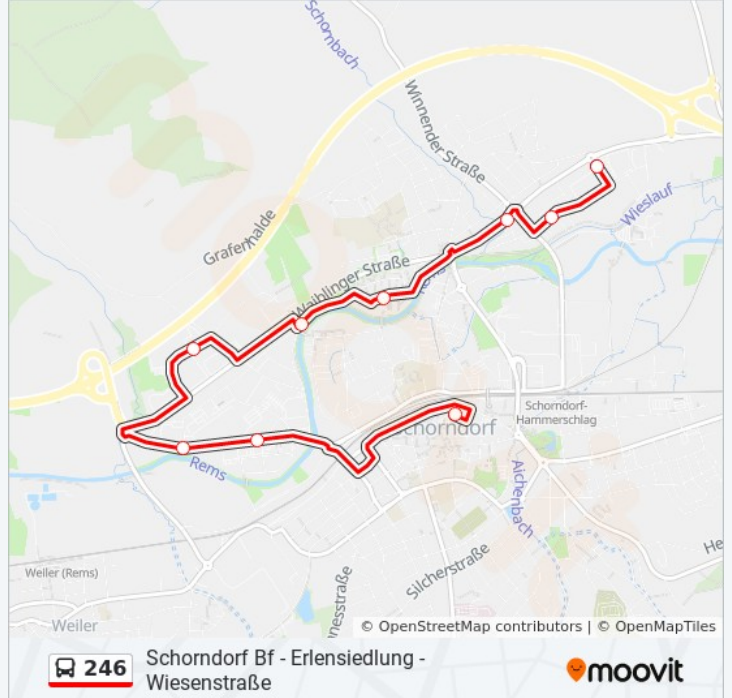 Schornbach
Winnender Straße
Wieslauf
Grafenhalde
Waiblinger Straße
Rems
Schorndorf-
Hammerschlag
Schorndorf
Rems
Aichenbach
Silcherstraße
Weiler (Rems)
Weiler
© OpenStreetMap contributors | © OpenMapTiles
246
Schorndorf Bf - Erlensiedlung -
Wiesenstraße
moovit